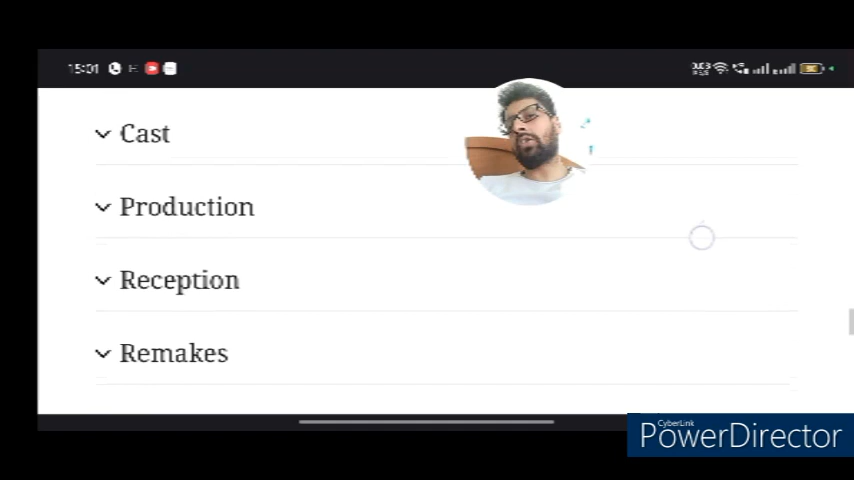 15:01
Cast
Production
Reception
Remakes
CyberLink
PowerDirector